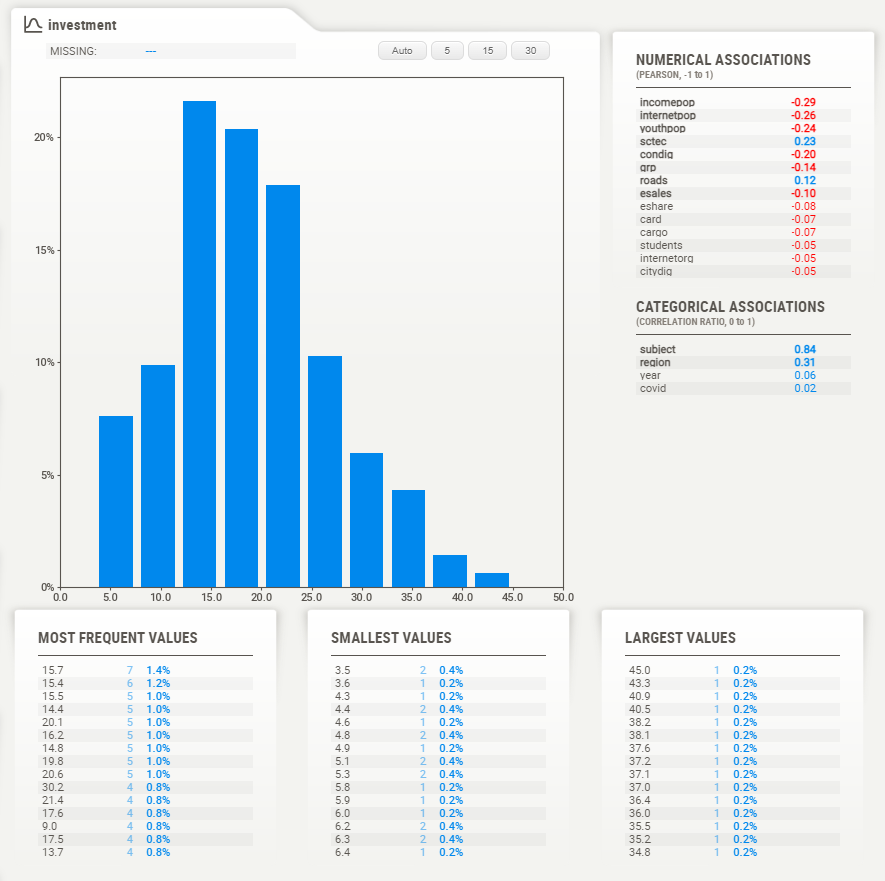 investment
MISSING: ---
Auto 5 15 30
20%
15%
10%
5%
0%
0.0 5.0 10.0 15.0 20.0 25.0 30.0 35.0 40.0 45.0 50.0
NUMERICAL ASSOCIATIONS
(PEARSON, -1 to 1)
incomepop -0.29
internetpop -0.26
youthpop -0.24
sctec 0.23
condig -0.20
grp -0.14
roads 0.12
esales -0.10
eshare -0.08
card -0.07
cargo -0.07
students -0.05
internetorg -0.05
citydig -0.05
CATEGORICAL ASSOCIATIONS
(CORRELATION RATIO, 0 to 1)
subject 0.84
region 0.31
year 0.06
covid 0.02
MOST FREQUENT VALUES
15.7 7 1.4%
15.4 6 1.2%
15.5 5 1.0%
14.4 5 1.0%
20.1 5 1.0%
16.2 5 1.0%
14.8 5 1.0%
19.8 5 1.0%
20.6 5 1.0%
30.2 4 0.8%
21.4 4 0.8%
17.6 4 0.8%
9.0 4 0.8%
17.5 4 0.8%
13.7 4 0.8%
SMALLEST VALUES
3.5 2 0.4%
3.6 1 0.2%
4.3 1 0.2%
4.4 2 0.4%
4.6 1 0.2%
4.8 2 0.4%
4.9 1 0.2%
5.1 2 0.4%
5.3 2 0.4%
5.8 1 0.2%
5.9 1 0.2%
6.0 1 0.2%
6.2 2 0.4%
6.3 2 0.4%
6.4 1 0.2%
LARGEST VALUES
45.0 1 0.2%
43.3 1 0.2%
40.9 1 0.2%
40.5 1 0.2%
38.2 1 0.2%
38.1 1 0.2%
37.6 1 0.2%
37.2 1 0.2%
37.1 1 0.2%
37.0 1 0.2%
36.4 1 0.2%
36.0 1 0.2%
35.5 1 0.2%
35.2 1 0.2%
34.8 1 0.2%